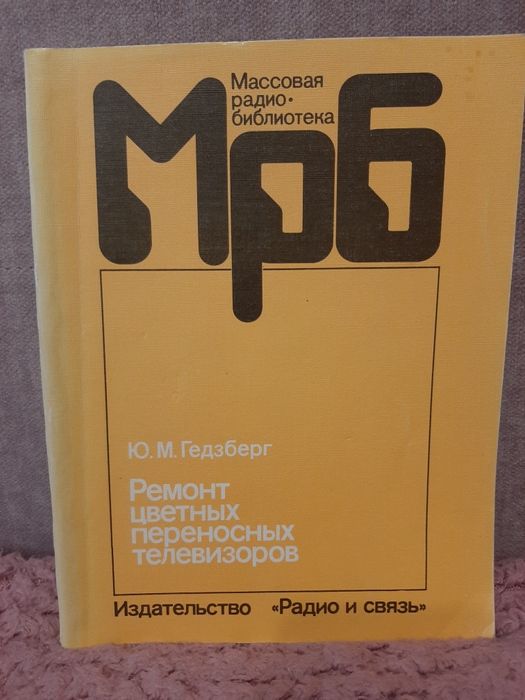 Массовая
радио-
библиотека
Мрб
Ю. М. Гедзберг
Ремонт
цветных
переносных
телевизоров
Издательство «Радио и связь»